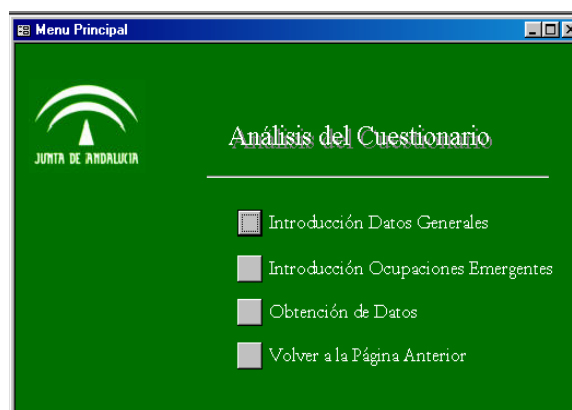 Menu Principal
JUNTA DE ANDALUCIA
Análisis del Cuestionario
Introducción Datos Generales
Introducción Ocupaciones Emergentes
Obtención de Datos
Volver a la Página Anterior